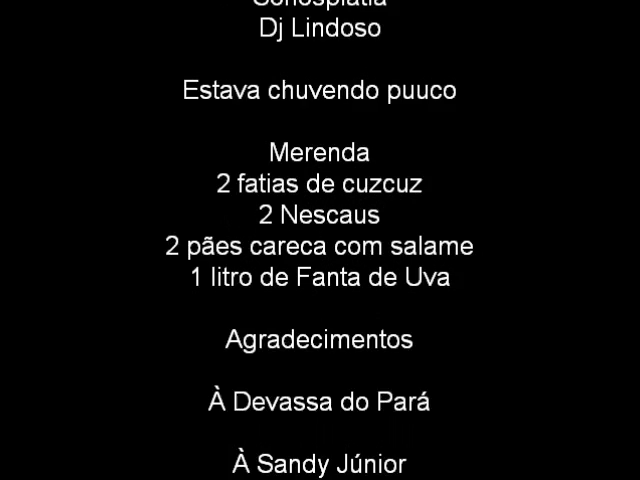 Dj Lindoso
Estava chuvendo puuco
Merenda
2 fatias de cuzcuz
2 Nescaus
2 pães careca com salame
1 litro de Fanta de Uva
Agradecimentos
À Devassa do Pará
À Sandy Júnior